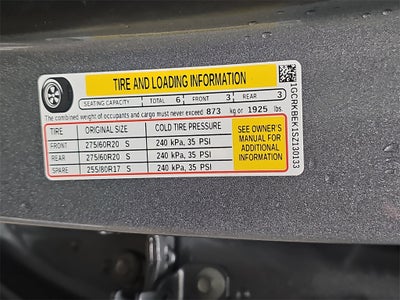 TIRE AND LOADING INFORMATION
SEATING CAPACITY TOTAL 6 FRONT 3 REAR 3
The combined weight of occupants and cargo must never exceed 873 kg or 1925 lbs.
TIRE ORIGINAL SIZE COLD TIRE PRESSURE
FRONT 275/60R20 S 240 kPa, 35 PSI
REAR 275/60R20 S 240 kPa, 35 PSI
SPARE 255/80R17 S 240 kPa, 35 PSI
SEE OWNER'S
MANUAL FOR
ADDITIONAL
INFORMATION
1GCRKBEK1SZ130133